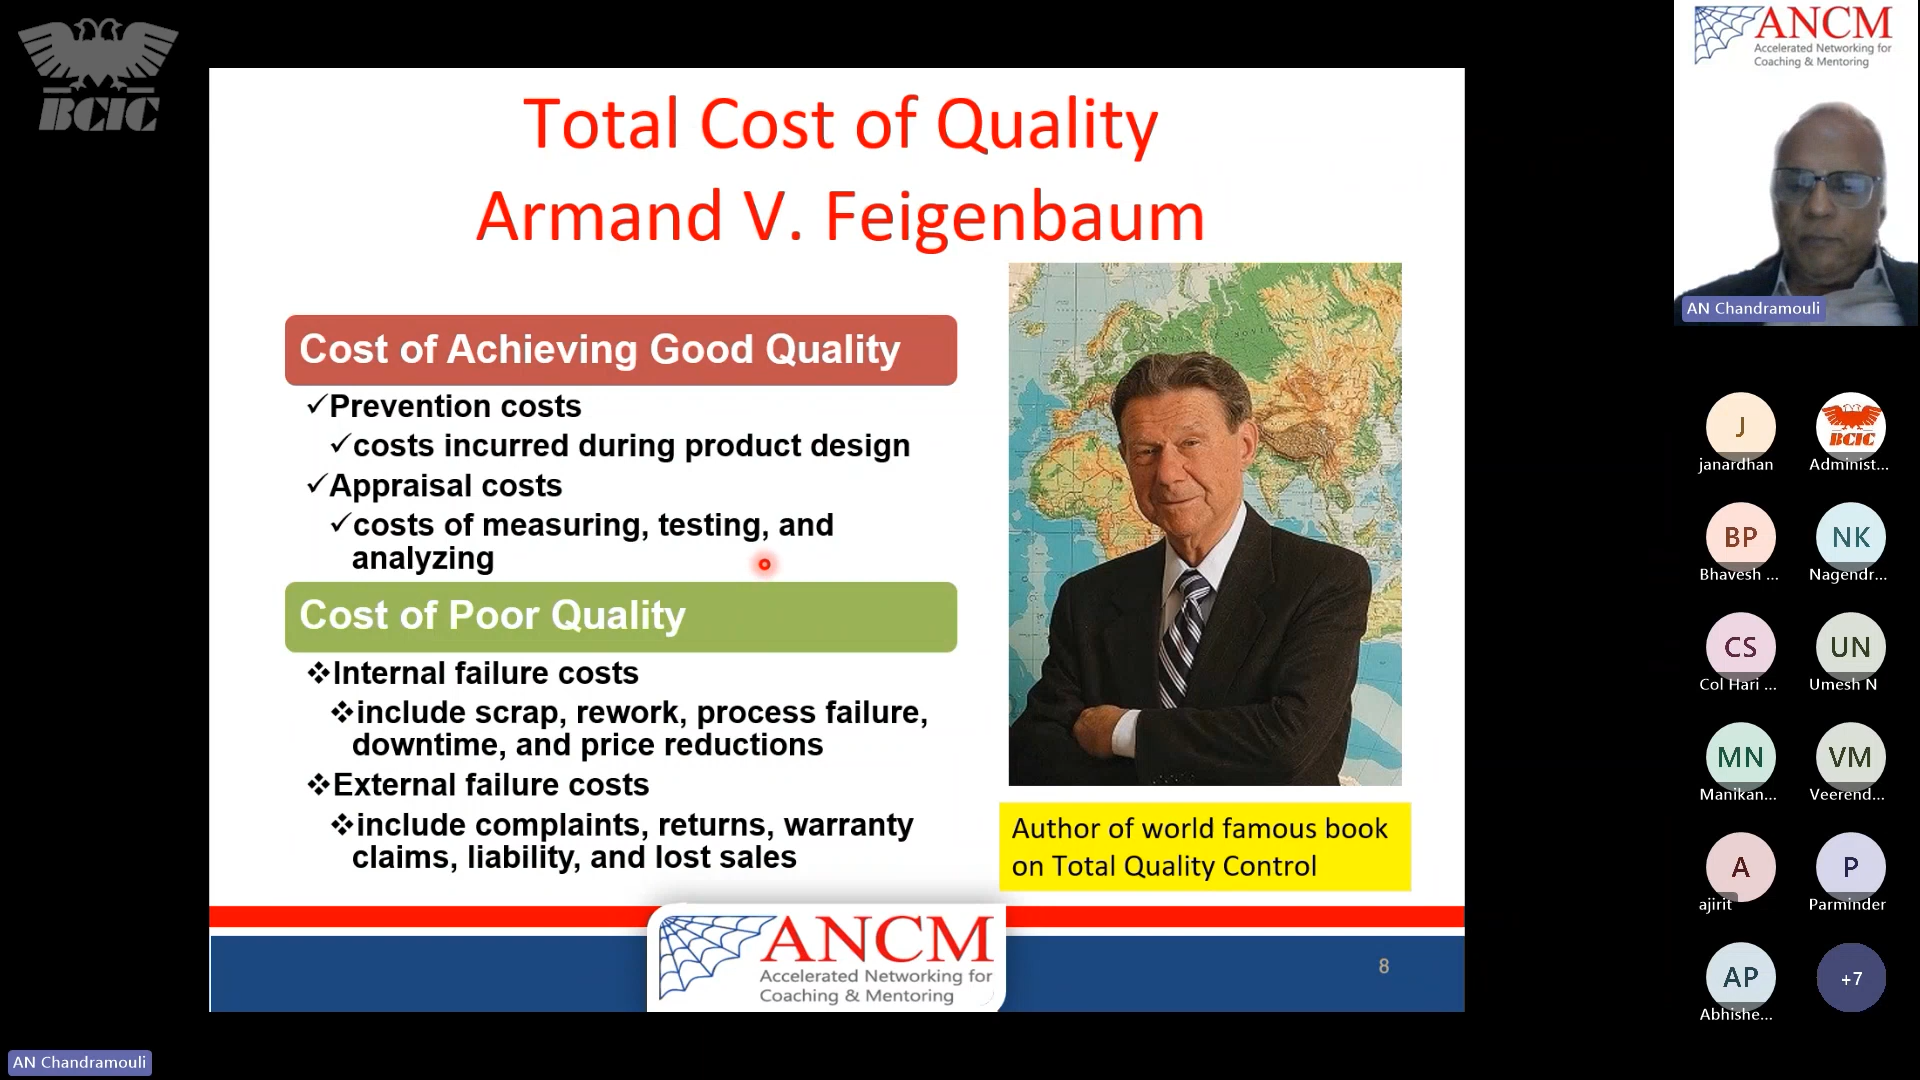 BCIC
Total Cost of Quality
Armand V. Feigenbaum
Cost of Achieving Good Quality
✓Prevention costs
✓costs incurred during product design
✓Appraisal costs
✓costs of measuring, testing, and
analyzing
Cost of Poor Quality
❖Internal failure costs
❖include scrap, rework, process failure,
downtime, and price reductions
❖External failure costs
❖include complaints, returns, warranty
claims, liability, and lost sales
Author of world famous book
on Total Quality Control
ANCM
Accelerated Networking for
Coaching & Mentoring
8
ANCM
Accelerated Networking for
Coaching & Mentoring
AN Chandramouli
J
janardhan
BCIC
Administ...
BP
Bhavesh ...
NK
Nagendr...
CS
Col Hari ...
UN
Umesh N
MN
Manikan...
VM
Veerend...
A
ajirit
P
Parminder
AP
Abhishe...
+7
AN Chandramouli